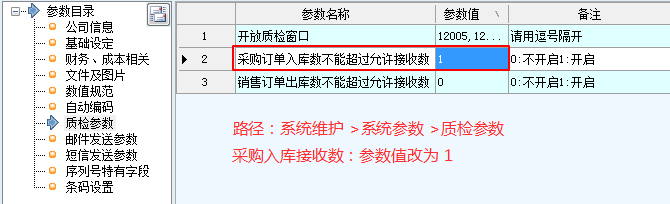 参数目录
公司信息
基础设定
财务、成本相关
文件及图片
数值规范
自动编码
质检参数
邮件发送参数
短信发送参数
序列号特有字段
条码设置
参数名称 参数值 备注
1 开放质检窗口 12005,12... 请用逗号隔开
2 采购订单入库数不能超过允许接收数 1 0:不开启1:开启
3 销售订单出库数不能超过允许接收数 0 0:不开启1:开启
路径：系统维护 >系统参数 >质检参数
采购入库接收数：参数值改为 1